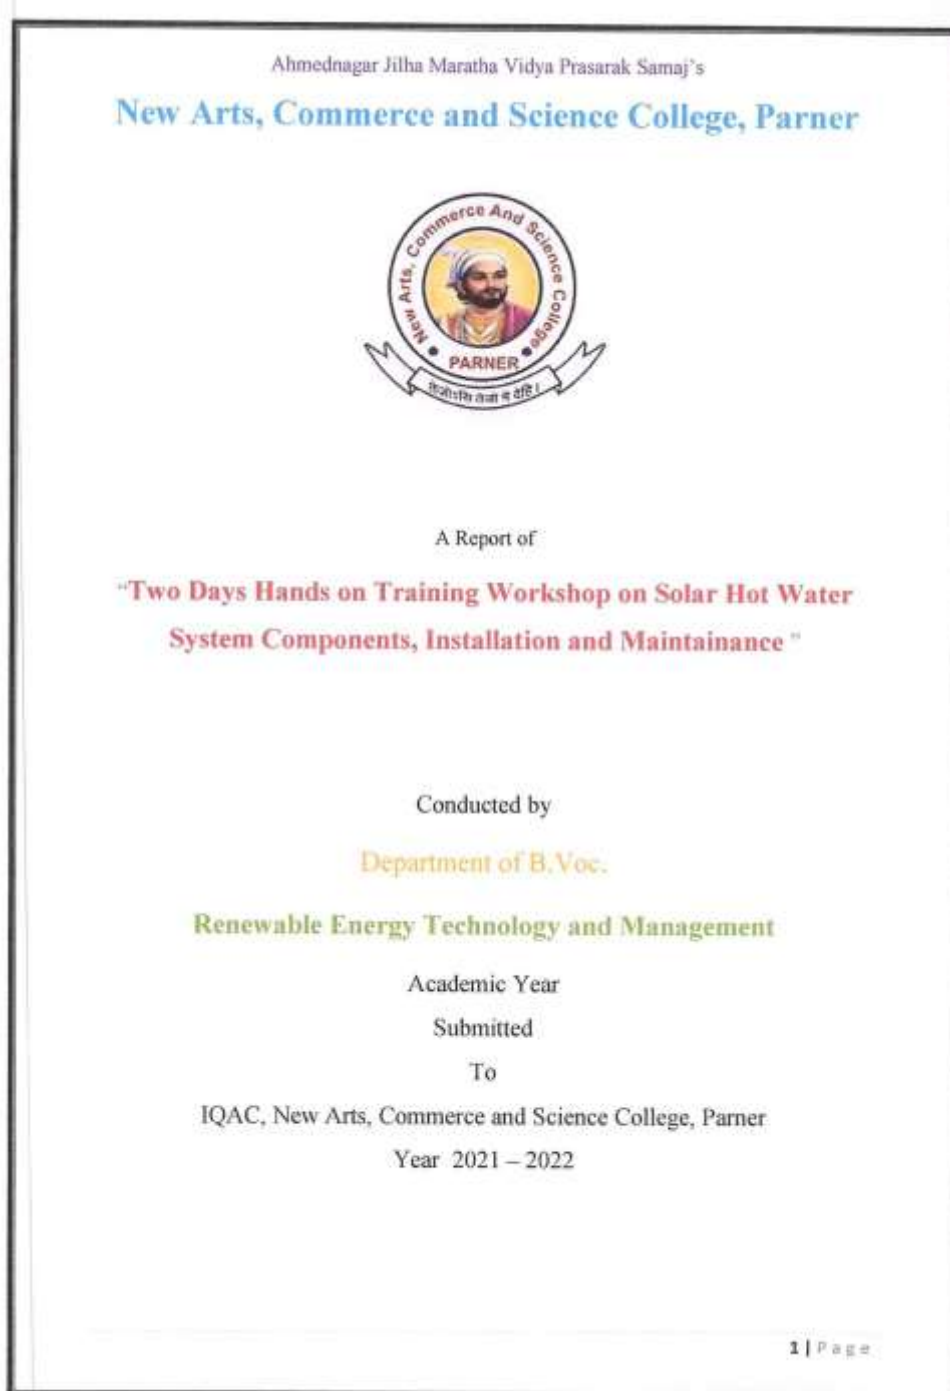 Ahmednagar Jilha Maratha Vidya Prasarak Samaj's
New Arts, Commerce and Science College, Parner
New Arts, Commerce And Science College
PARNER
तेजोऽसि तेजो मे देहि।
A Report of
“Two Days Hands on Training Workshop on Solar Hot Water
System Components, Installation and Maintainance ”
Conducted by
Department of B.Voc.
Renewable Energy Technology and Management
Academic Year
Submitted
To
IQAC, New Arts, Commerce and Science College, Parner
Year 2021 – 2022
1 | Page